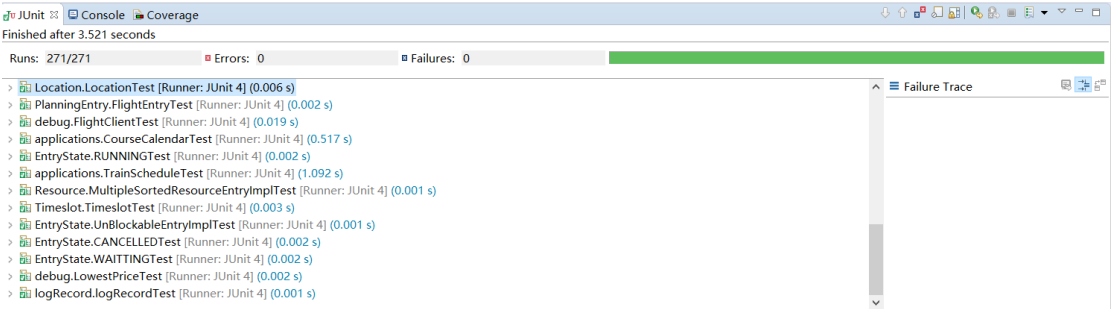 JUnit Console Coverage
Finished after 3.521 seconds
Runs: 271/271 Errors: 0 Failures: 0
Location.LocationTest [Runner: JUnit 4] (0.006 s)
Failure Trace
PlanningEntry.FlightEntryTest [Runner: JUnit 4] (0.002 s)
debug.FlightClientTest [Runner: JUnit 4] (0.019 s)
applications.CourseCalendarTest [Runner: JUnit 4] (0.517 s)
EntryState.RUNNINGTest [Runner: JUnit 4] (0.002 s)
applications.TrainScheduleTest [Runner: JUnit 4] (1.092 s)
Resource.MultipleSortedResourceEntryImplTest [Runner: JUnit 4] (0.001 s)
Timeslot.TimeslotTest [Runner: JUnit 4] (0.003 s)
EntryState.UnBlockableEntryImplTest [Runner: JUnit 4] (0.001 s)
EntryState.CANCELLEDTest [Runner: JUnit 4] (0.002 s)
EntryState.WAITTINGTest [Runner: JUnit 4] (0.002 s)
debug.LowestPriceTest [Runner: JUnit 4] (0.002 s)
logRecord.logRecordTest [Runner: JUnit 4] (0.001 s)